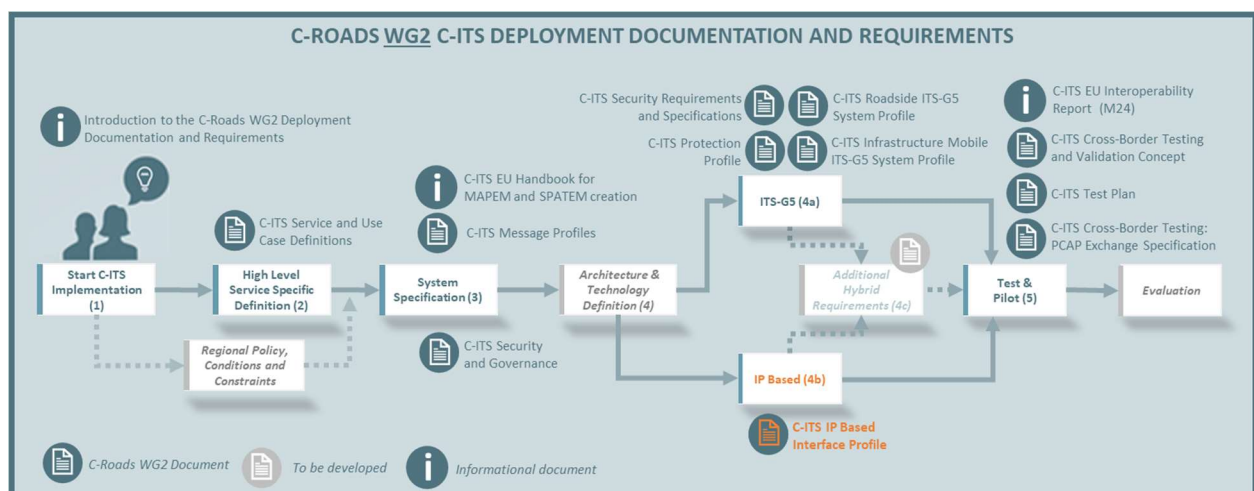 C-ROADS WG2 C-ITS DEPLOYMENT DOCUMENTATION AND REQUIREMENTS
Introduction to the C-Roads WG2 Deployment
Documentation and Requirements
C-ITS Service and Use
Case Definitions
C-ITS EU Handbook for
MAPEM and SPATEM creation
C-ITS Message Profiles
C-ITS Security Requirements
and Specifications
C-ITS Roadside ITS-G5
System Profile
C-ITS Protection
Profile
C-ITS Infrastructure Mobile
ITS-G5 System Profile
C-ITS EU Interoperability
Report (M24)
C-ITS Cross-Border Testing
and Validation Concept
C-ITS Test Plan
C-ITS Cross-Border Testing:
PCAP Exchange Specification
Start C-ITS
Implementation
(1)
High Level
Service Specific
Definition (2)
System
Specification (3)
Architecture &
Technology
Definition (4)
ITS-G5 (4a)
Additional
Hybrid
Requirements (4c)
Test &
Pilot (5)
Evaluation
Regional Policy,
Conditions and
Constraints
C-ITS Security
and Governance
IP Based (4b)
C-ITS IP Based
Interface Profile
C-Roads WG2 Document
To be developed
Informational document